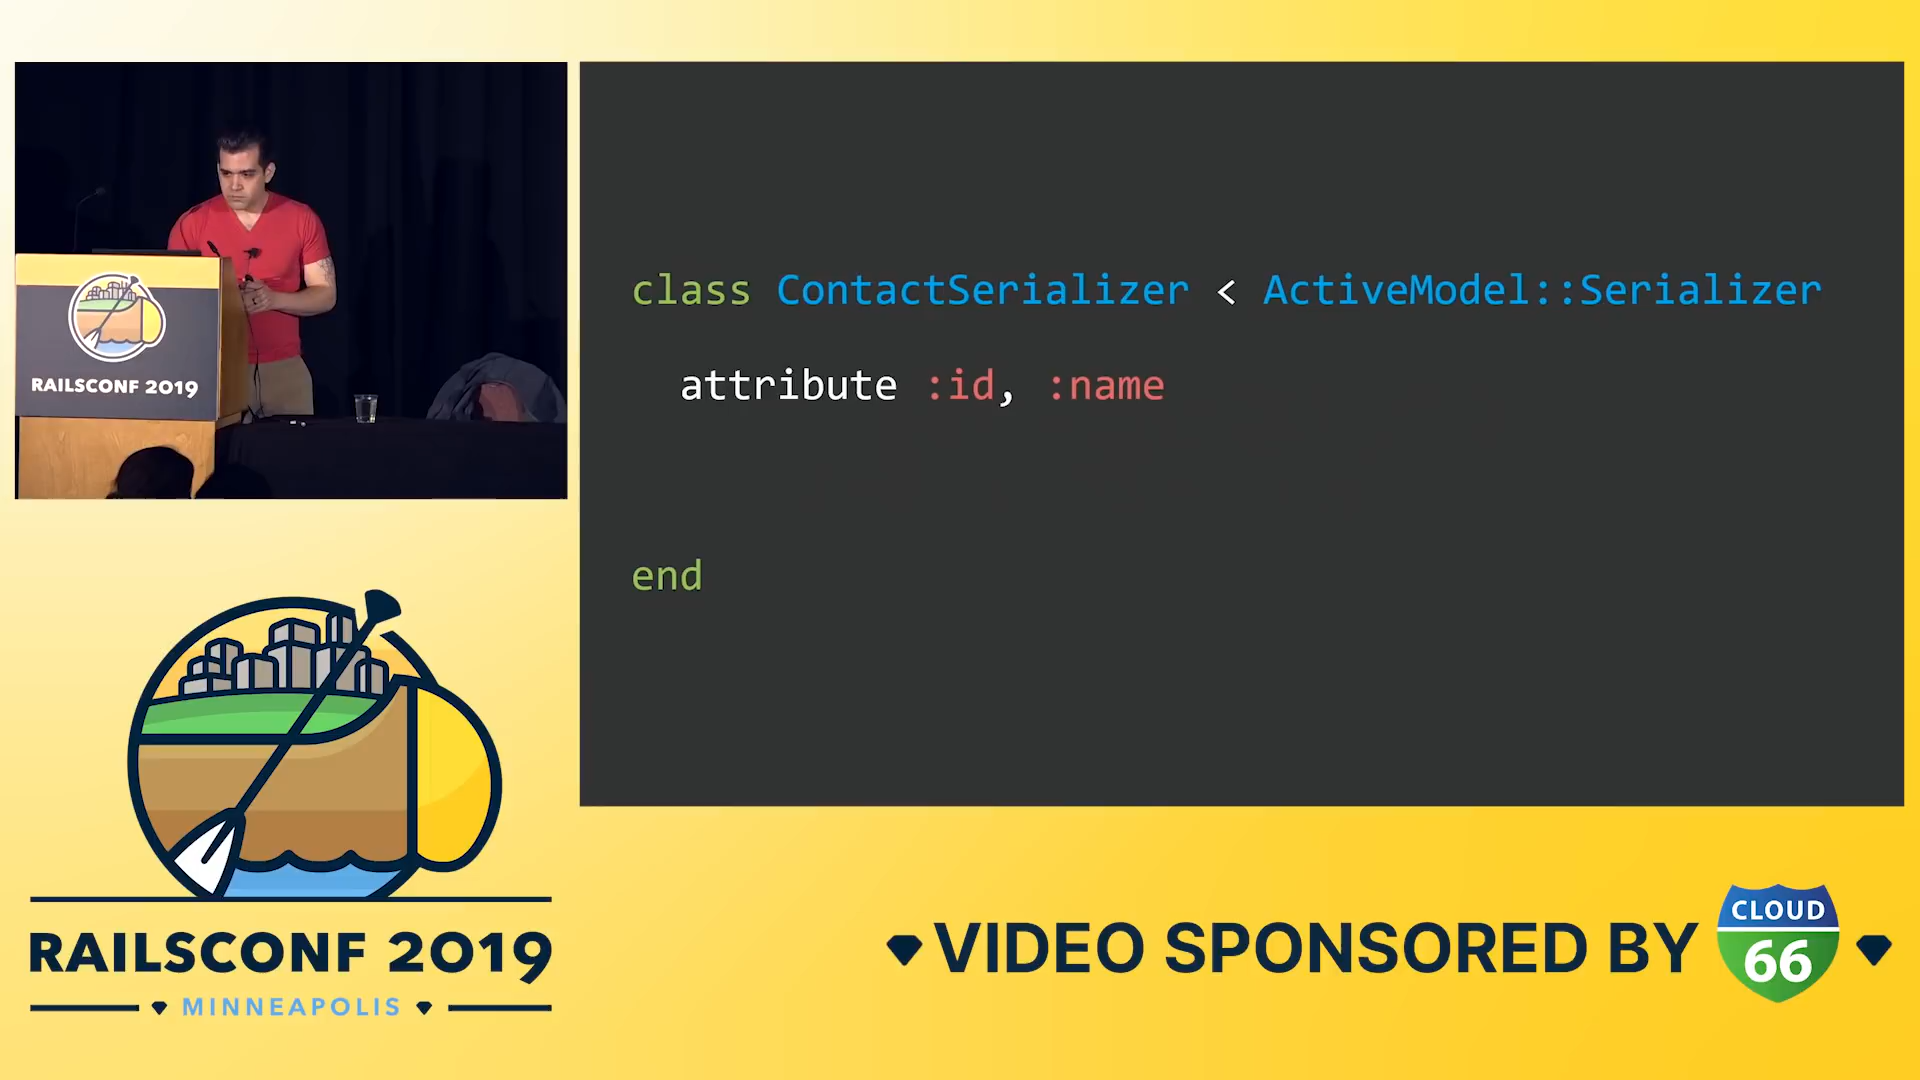 RAILSCONF 2019
class ContactSerializer < ActiveModel::Serializer
attribute :id, :name
end
RAILSCONF 2019
MINNEAPOLIS
VIDEO SPONSORED BY
CLOUD
66